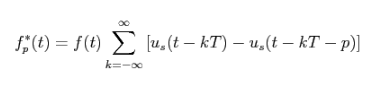 $f_p^*(t) = f(t) \sum_{k=-\infty}^{\infty} [u_s(t - kT) - u_s(t - kT - p)]$